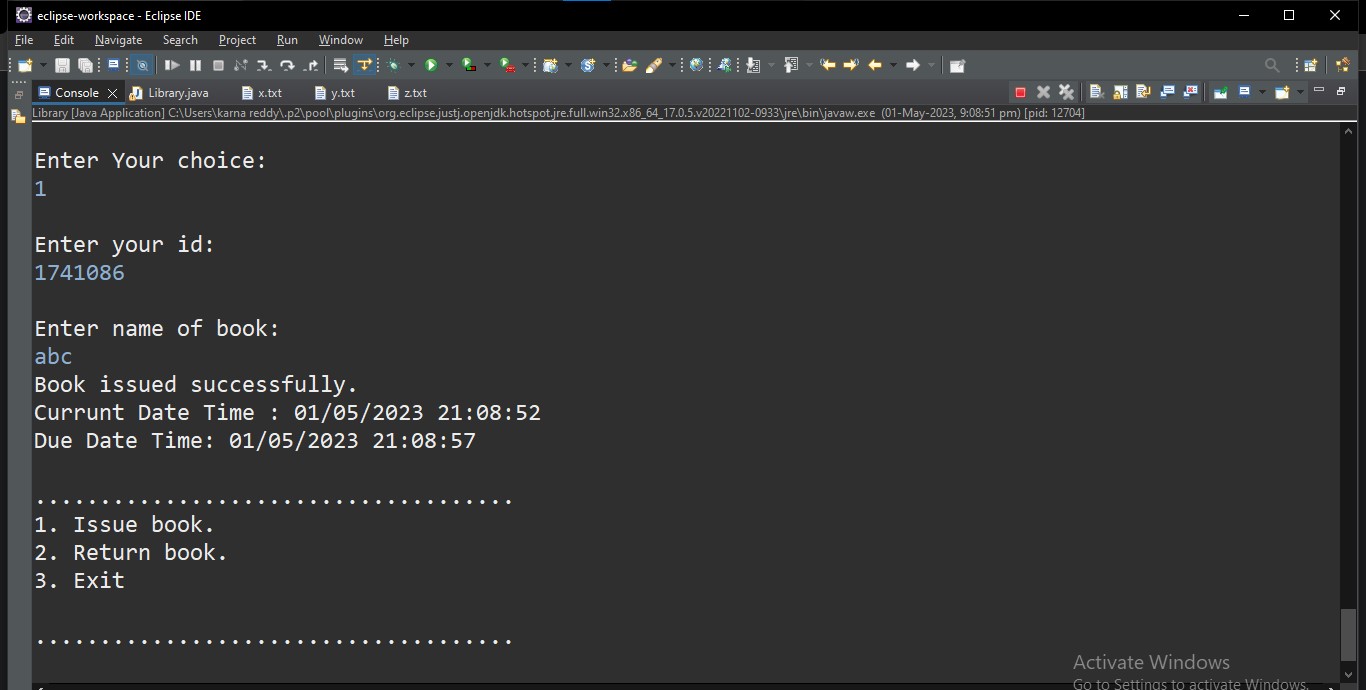 eclipse-workspace - Eclipse IDE
File Edit Navigate Search Project Run Window Help
Console Library.java x.txt y.txt z.txt
Library [Java Application] C:\Users\karna reddy\.p2\pool\plugins\org.eclipse.justj.openjdk.hotspot.jre.full.win32.x86_64_17.0.5.v20221102-0933\jre\bin\javaw.exe (01-May-2023, 9:08:51 pm) [pid: 12704]
Enter Your choice:
1
Enter your id:
1741086
Enter name of book:
abc
Book issued successfully.
Currunt Date Time : 01/05/2023 21:08:52
Due Date Time: 01/05/2023 21:08:57
.....................................
1. Issue book.
2. Return book.
3. Exit
.....................................
Activate Windows
Go to Settings to activate Windows.